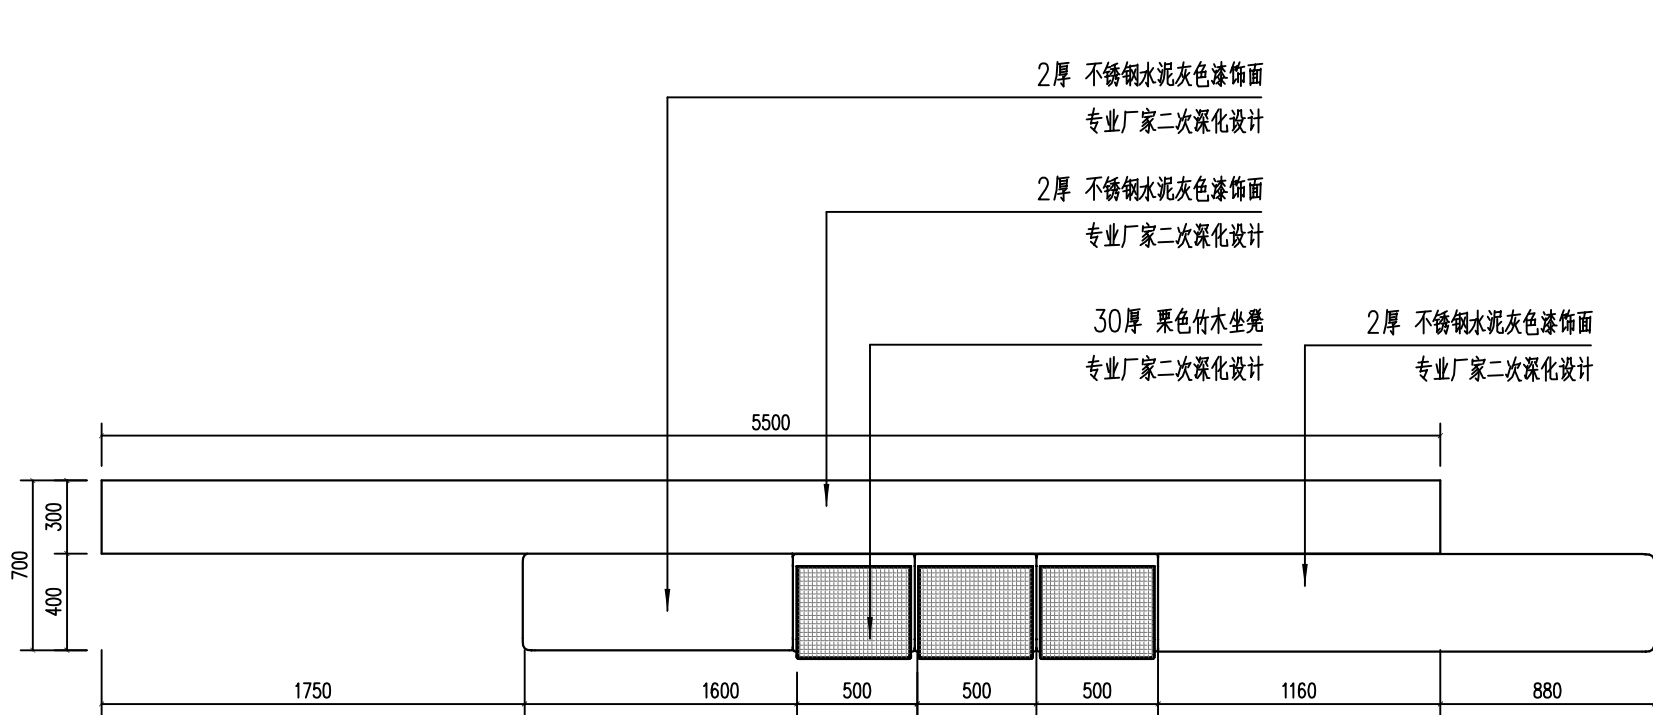 2厚 不锈钢水泥灰色漆饰面
专业厂家二次深化设计
2厚 不锈钢水泥灰色漆饰面
专业厂家二次深化设计
30厚 栗色竹木坐凳
专业厂家二次深化设计
2厚 不锈钢水泥灰色漆饰面
专业厂家二次深化设计
5500
300
700
400
1750
1600
500
500
500
1160
880